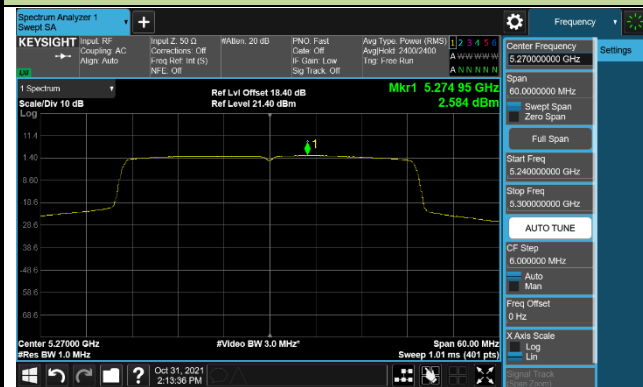 Spectrum Analyzer 1
Swept SA
Frequency
KEYSIGHT
Input: RF
Coupling: AC
Align: Auto
Input Z: 50 Ω
Corrections: Off
Freq Ref: Int (S)
NFE: Off
#Atten: 20 dB
PNO: Fast
Gate: Off
IF Gain: Low
Sig Track: Off
Avg Type: Power (RMS)
Avg|Hold: 2400/2400
Trig: Free Run
1 2 3 4 5 6
A W W W W W
A N N N N N
1 Spectrum
Scale/Div 10 dB
Log
Ref Lvl Offset 18.40 dB
Ref Level 21.40 dBm
Mkr1 5.274 95 GHz
2.584 dBm
11.4
1.40
-8.60
-18.6
-28.6
-38.6
-48.6
-58.6
-68.6
1
Center 5.27000 GHz
#Res BW 1.0 MHz
#Video BW 3.0 MHz*
Span 60.00 MHz
Sweep 1.01 ms (401 pts)
Oct 31, 2021
2:13:36 PM
Center Frequency
5.270000000 GHz
Settings
Span
60.0000000 MHz
Swept Span
Zero Span
Full Span
Start Freq
5.240000000 GHz
Stop Freq
5.300000000 GHz
AUTO TUNE
CF Step
6.000000 MHz
Auto
Man
Freq Offset
0 Hz
X Axis Scale
Log
Lin
Signal Track
(Span Zoom)